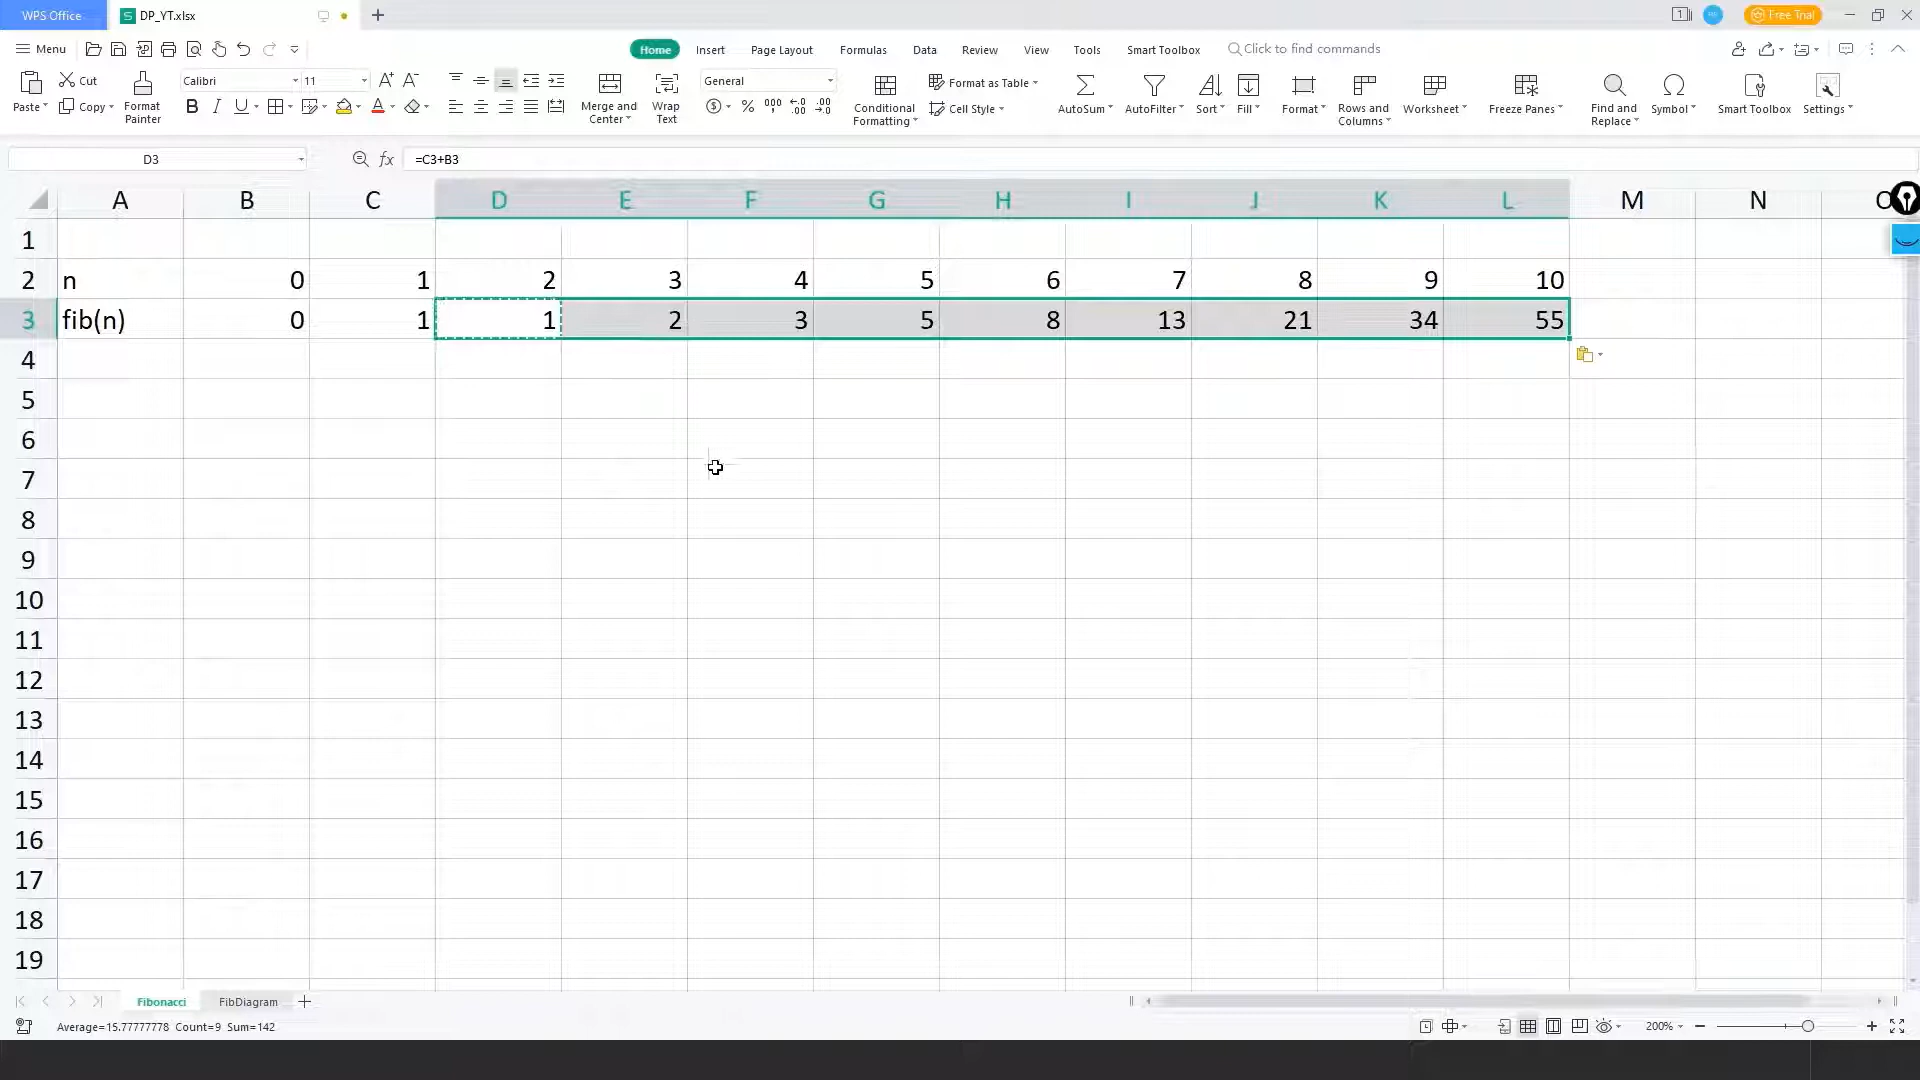 WPS Office DP_YT.xlsx 1 Free Trial
Menu Home Insert Page Layout Formulas Data Review View Tools Smart Toolbox Click to find commands
Paste Cut Copy Format Painter Calibri 11 A+ A- B I U A Merge and Center Wrap Text General $ % 000 .00 Conditional Formatting Format as Table Cell Style AutoSum AutoFilter Sort Fill Format Rows and Columns Worksheet Freeze Panes Find and Replace Symbol Smart Toolbox Settings
D3 fx =C3+B3
A B C D E F G H I J K L M N O
1
2 n 0 1 2 3 4 5 6 7 8 9 10
3 fib(n) 0 1 1 2 3 5 8 13 21 34 55
4
5
6
7
8
9
10
11
12
13
14
15
16
17
18
19
Fibonacci FibDiagram
Average=15.77777778 Count=9 Sum=142 200%